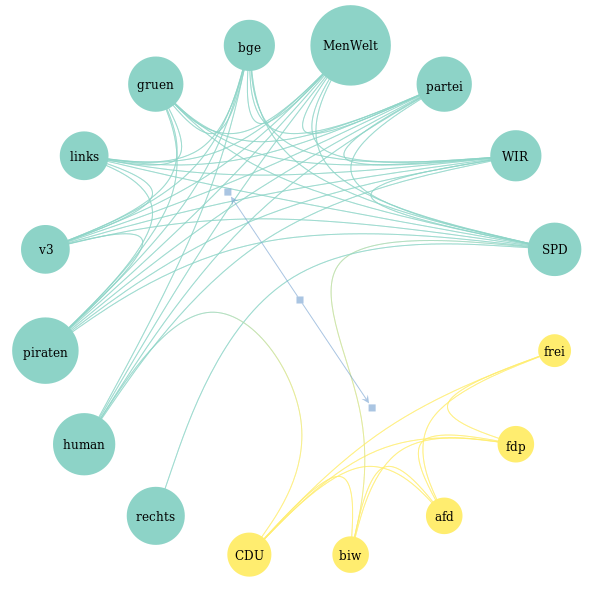 MenWelt
bge
partei
gruen
links
WIR
v3
SPD
piraten
frei
human
fdp
rechts
afd
CDU
biw